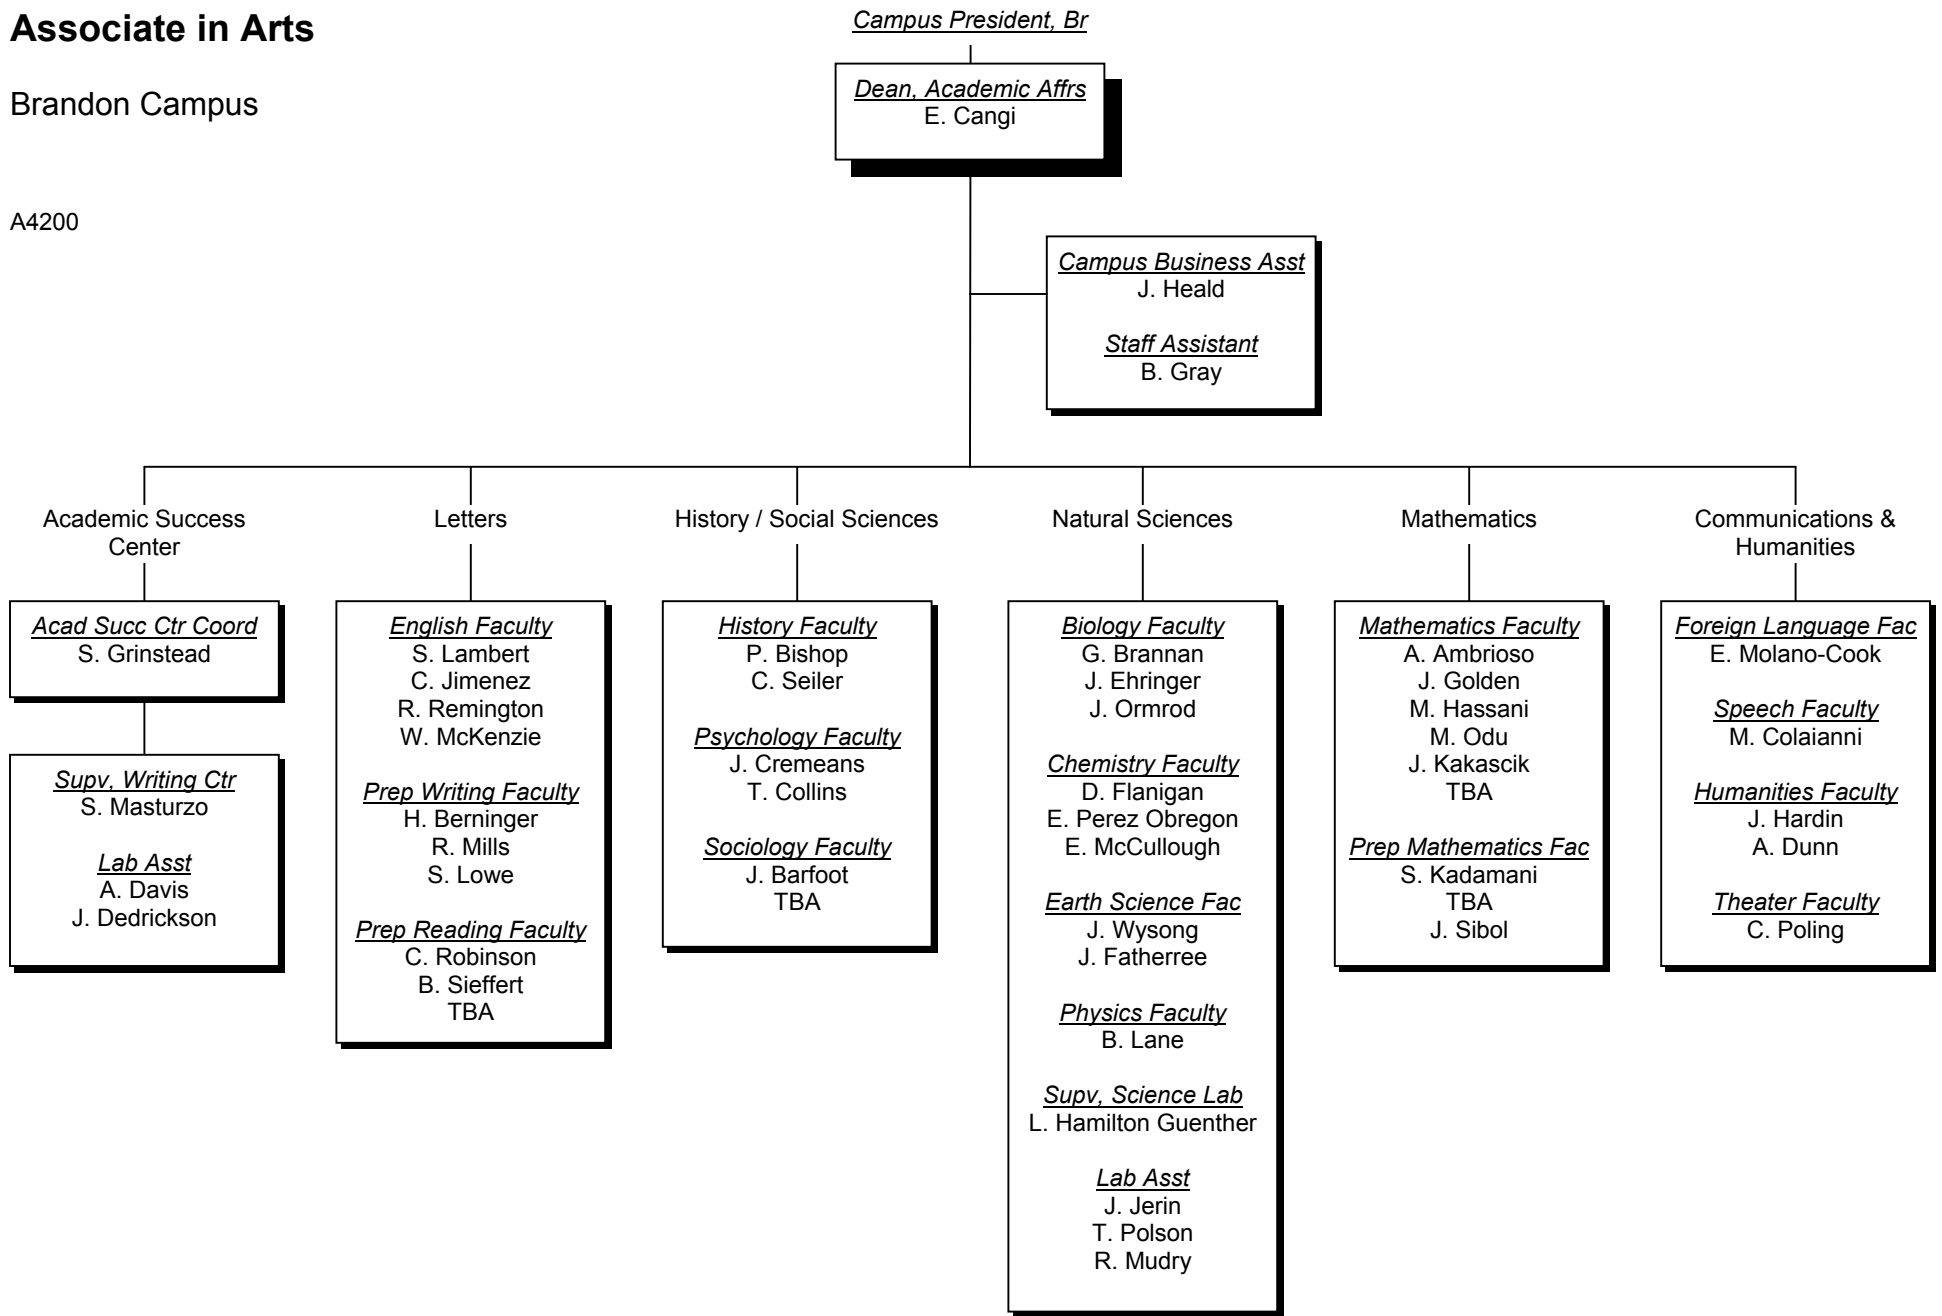 Associate in Arts
Brandon Campus
A4200
Campus President, Br
Dean, Academic Affrs
E. Cangi
Campus Business Asst
J. Heald
Staff Assistant
B. Gray
Academic Success
Center
Acad Succ Ctr Coord
S. Grinstead
Supv, Writing Ctr
S. Masturzo
Lab Asst
A. Davis
J. Dedrickson
Letters
English Faculty
S. Lambert
C. Jimenez
R. Remington
W. McKenzie
Prep Writing Faculty
H. Berninger
R. Mills
S. Lowe
Prep Reading Faculty
C. Robinson
B. Sieffert
TBA
History / Social Sciences
History Faculty
P. Bishop
C. Seiler
Psychology Faculty
J. Cremeans
T. Collins
Sociology Faculty
J. Barfoot
TBA
Natural Sciences
Biology Faculty
G. Brannan
J. Ehringer
J. Ormrod
Chemistry Faculty
D. Flanigan
E. Perez Obregon
E. McCullough
Earth Science Fac
J. Wysong
J. Fatherree
Physics Faculty
B. Lane
Supv, Science Lab
L. Hamilton Guenther
Lab Asst
J. Jerin
T. Polson
R. Mudry
Mathematics
Mathematics Faculty
A. Ambrioso
J. Golden
M. Hassani
M. Odu
J. Kakascik
TBA
Prep Mathematics Fac
S. Kadamani
TBA
J. Sibol
Communications &
Humanities
Foreign Language Fac
E. Molano-Cook
Speech Faculty
M. Colaianni
Humanities Faculty
J. Hardin
A. Dunn
Theater Faculty
C. Poling